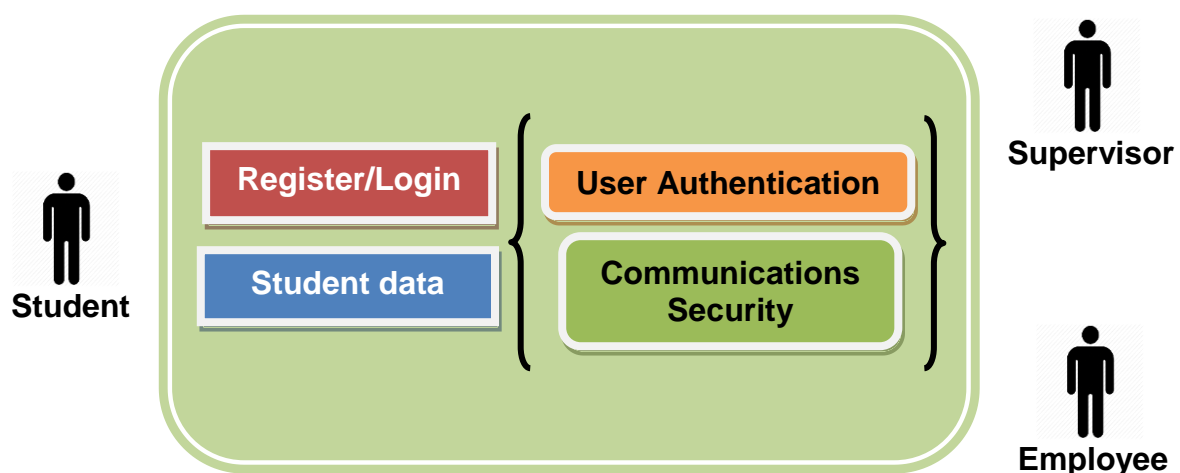 Register/Login
Student data
User Authentication
Communications
Security
Student
Supervisor
Employee